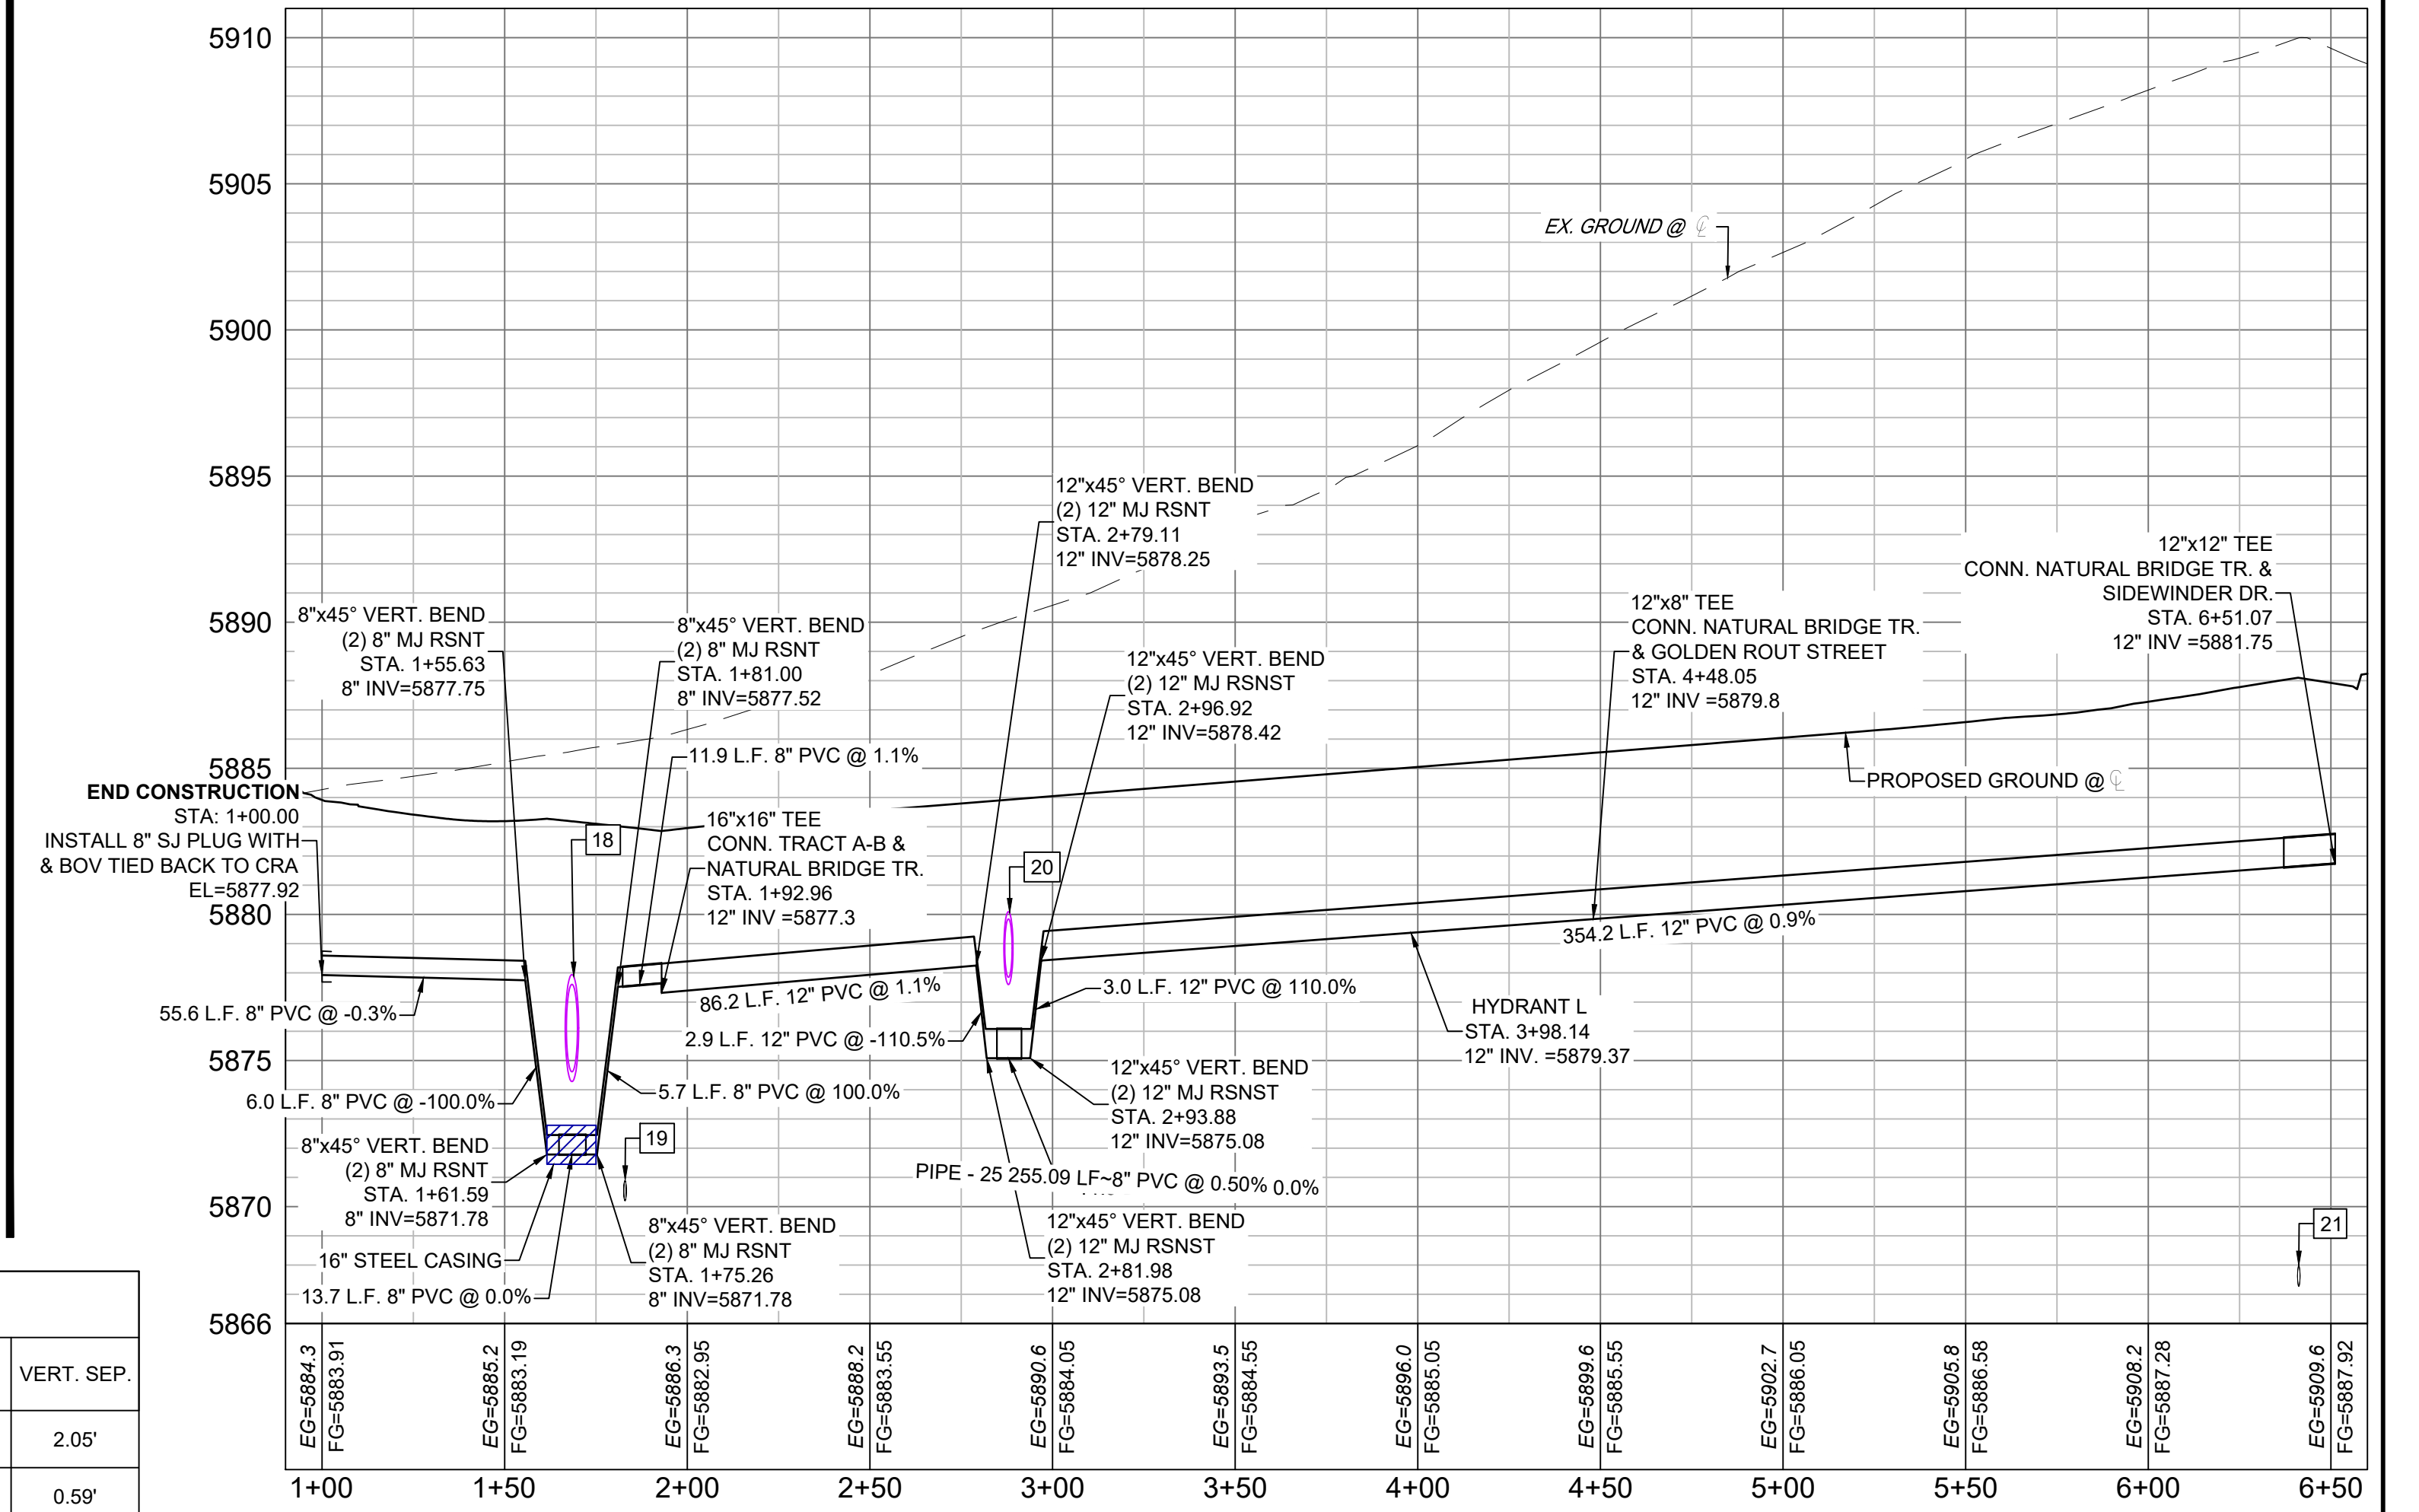 5910
5905
5900
5895
5890
5885
5880
5875
5870
5866
EX. GROUND @ ℄
12"x45° VERT. BEND
(2) 12" MJ RSNT
STA. 2+79.11
12" INV=5878.25
12"x12" TEE
CONN. NATURAL BRIDGE TR. &
SIDEWINDER DR.
STA. 6+51.07
12" INV =5881.75
8"x45° VERT. BEND
(2) 8" MJ RSNT
STA. 1+55.63
8" INV=5877.75
8"x45° VERT. BEND
(2) 8" MJ RSNT
STA. 1+81.00
8" INV=5877.52
12"x45° VERT. BEND
(2) 12" MJ RSNST
STA. 2+96.92
12" INV=5878.42
12"x8" TEE
CONN. NATURAL BRIDGE TR.
& GOLDEN ROUT STREET
STA. 4+48.05
12" INV =5879.8
11.9 L.F. 8" PVC @ 1.1%
PROPOSED GROUND @ ℄
END CONSTRUCTION
STA: 1+00.00
INSTALL 8" SJ PLUG WITH
& BOV TIED BACK TO CRA
EL=5877.92
18
16"x16" TEE
CONN. TRACT A-B &
NATURAL BRIDGE TR.
STA. 1+92.96
12" INV =5877.3
20
354.2 L.F. 12" PVC @ 0.9%
86.2 L.F. 12" PVC @ 1.1%
3.0 L.F. 12" PVC @ 110.0%
55.6 L.F. 8" PVC @ -0.3%
2.9 L.F. 12" PVC @ -110.5%
HYDRANT L
STA. 3+98.14
12" INV. =5879.37
6.0 L.F. 8" PVC @ -100.0%
5.7 L.F. 8" PVC @ 100.0%
12"x45° VERT. BEND
(2) 12" MJ RSNST
STA. 2+93.88
12" INV=5875.08
19
8"x45° VERT. BEND
(2) 8" MJ RSNT
STA. 1+61.59
8" INV=5871.78
PIPE - 25 255.09 LF~8" PVC @ 0.50% 0.0%
16" STEEL CASING
13.7 L.F. 8" PVC @ 0.0%
8"x45° VERT. BEND
(2) 8" MJ RSNT
STA. 1+75.26
8" INV=5871.78
12"x45° VERT. BEND
(2) 12" MJ RSNST
STA. 2+81.98
12" INV=5875.08
21
EG=5884.3
FG=5883.91
EG=5885.2
FG=5883.19
EG=5886.3
FG=5882.95
EG=5888.2
FG=5883.55
EG=5890.6
FG=5884.05
EG=5893.5
FG=5884.55
EG=5896.0
FG=5885.05
EG=5899.6
FG=5885.55
EG=5902.7
FG=5886.05
EG=5905.8
FG=5886.58
EG=5908.2
FG=5887.28
EG=5909.6
FG=5887.92
1+00 1+50 2+00 2+50 3+00 3+50 4+00 4+50 5+00 5+50 6+00 6+50
VERT. SEP.
2.05'
0.59'